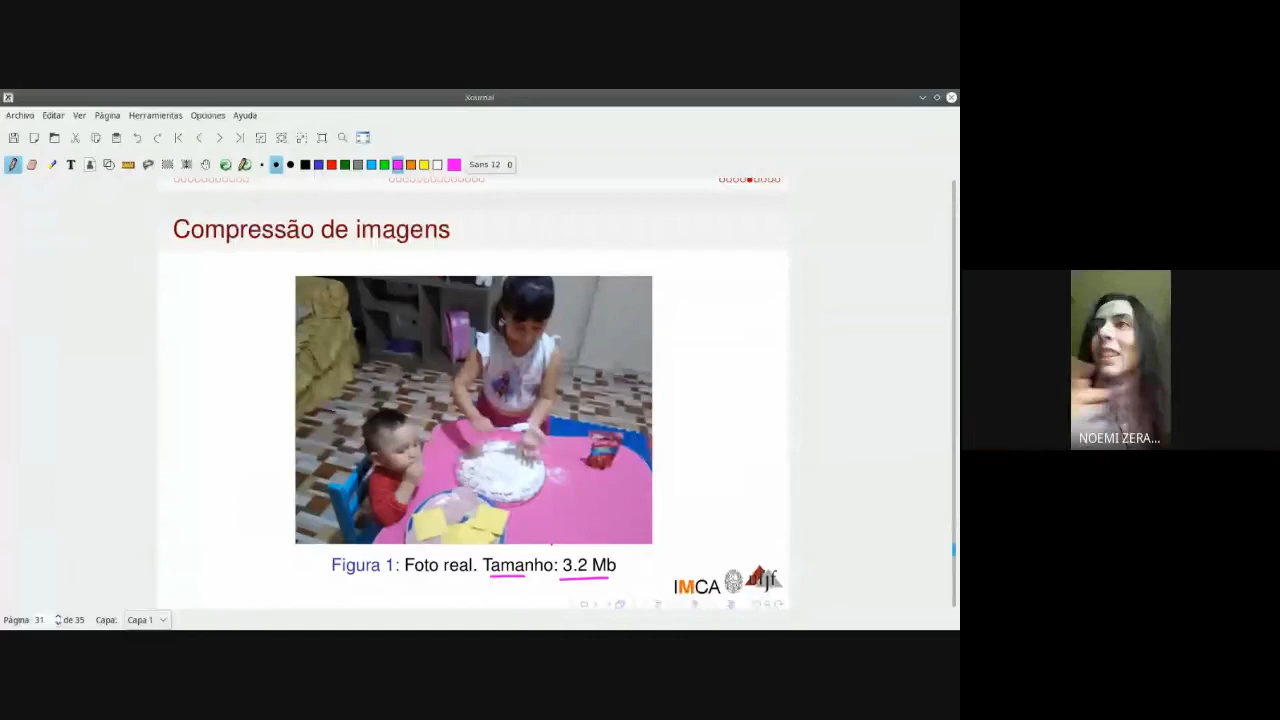 Xournal
Archivo Editar Ver Página Herramientas Opciones Ayuda
T Sans 12 0
Compressão de imagens
Figura 1: Foto real. Tamanho: 3.2 Mb
IMCA ufjf
Página 31 de 35 Capa: Capa 1
NOEMI ZERA...